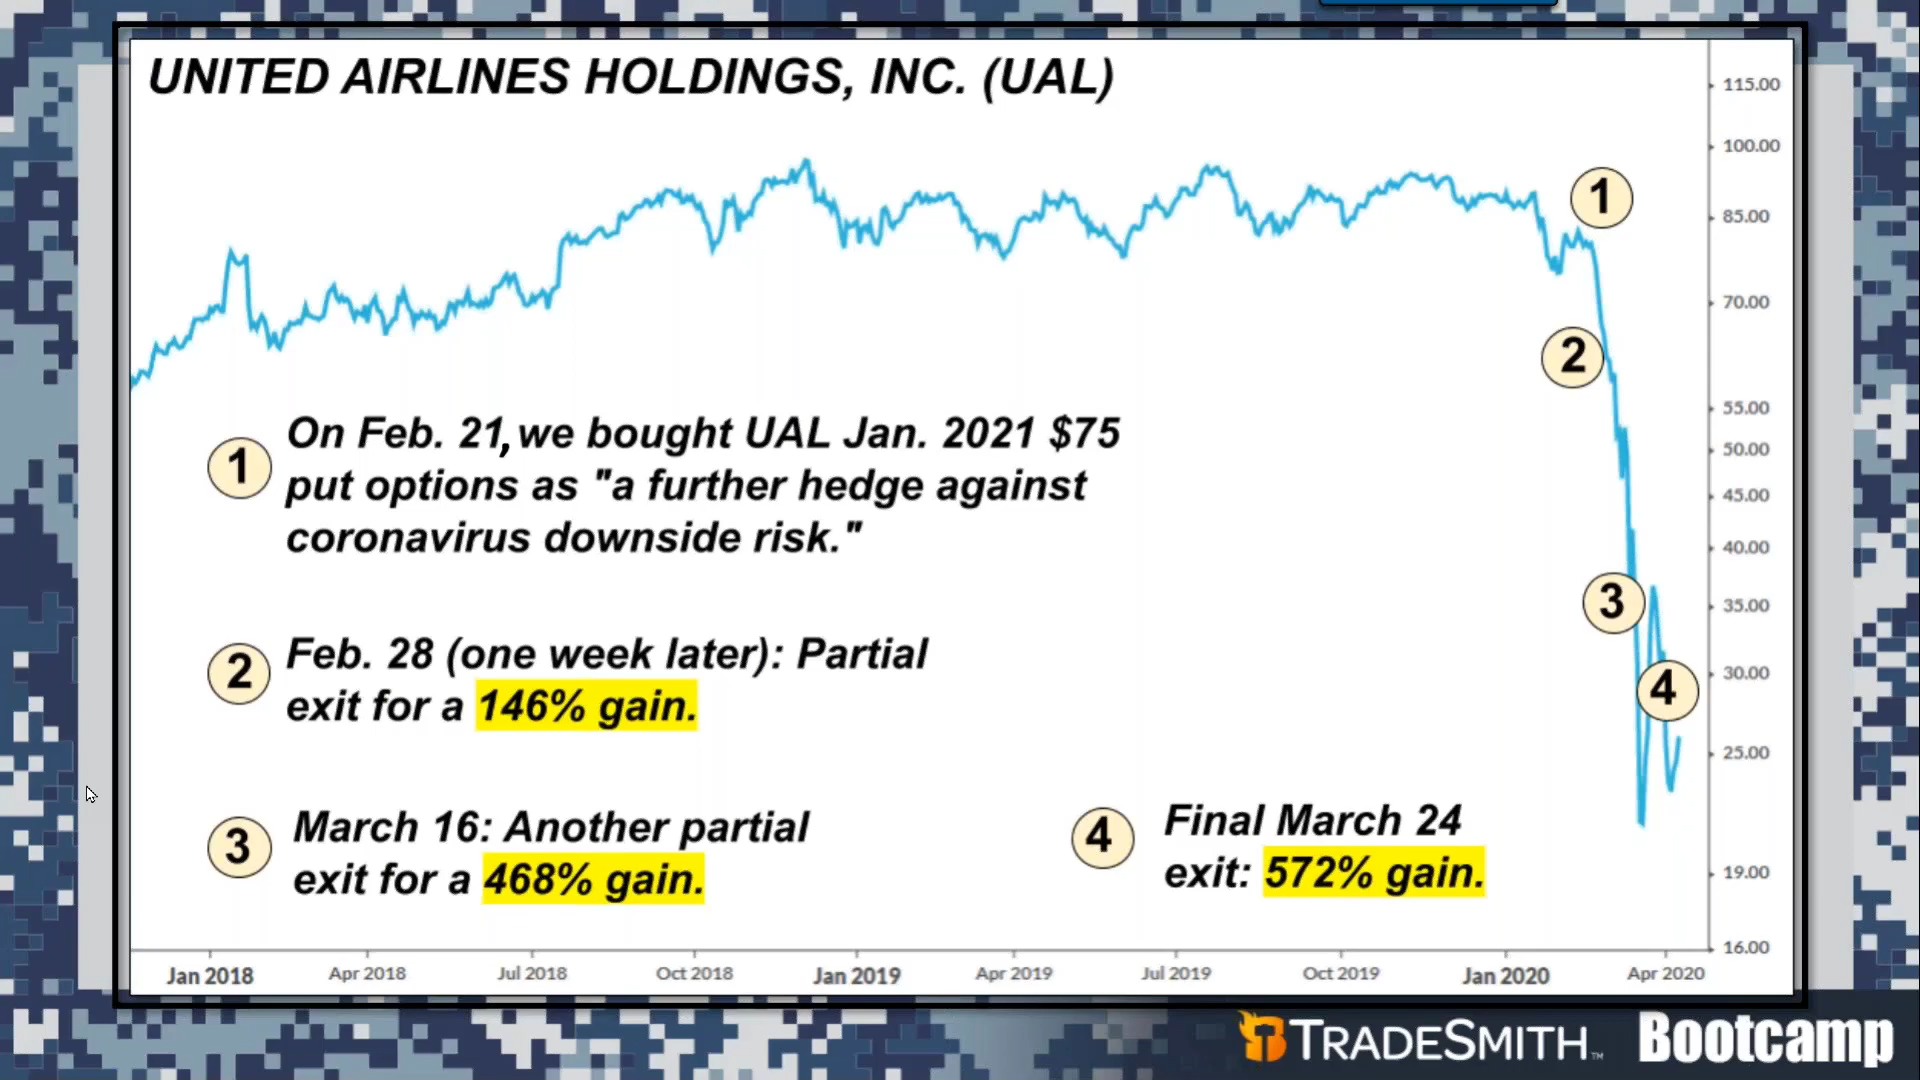 UNITED AIRLINES HOLDINGS, INC. (UAL)
115.00
100.00
85.00
70.00
55.00
50.00
45.00
40.00
35.00
30.00
25.00
19.00
16.00
1
2
3
4
1
On Feb. 21, we bought UAL Jan. 2021 $75
put options as "a further hedge against
coronavirus downside risk."
2
Feb. 28 (one week later): Partial
exit for a 146% gain.
3
March 16: Another partial
exit for a 468% gain.
4
Final March 24
exit: 572% gain.
Jan 2018 Apr 2018 Jul 2018 Oct 2018 Jan 2019 Apr 2019 Jul 2019 Oct 2019 Jan 2020 Apr 2020
TRADESMITH™ Bootcamp